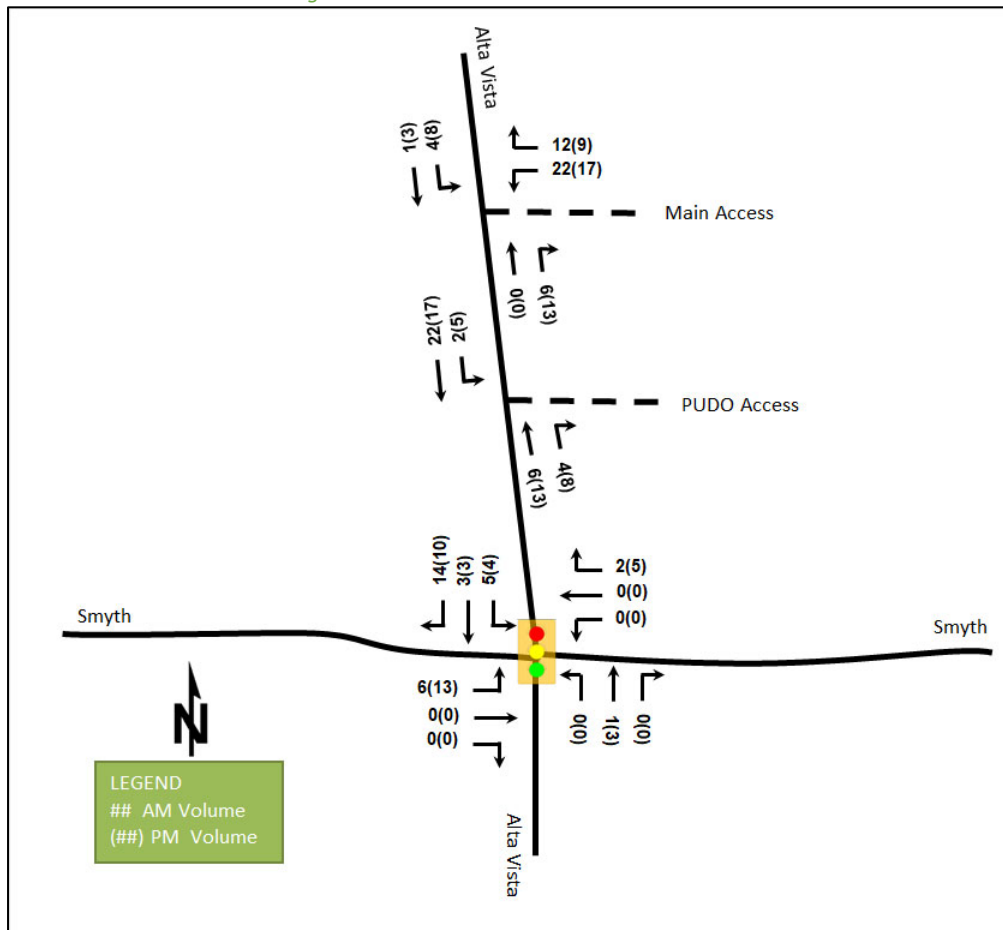 Alta Vista
1(3)
4(8)
12(9)
22(17)
Main Access
0(0)
6(13)
22(17)
2(5)
PUDO Access
6(13)
4(8)
14(10)
3(3)
5(4)
2(5)
0(0)
0(0)
Smyth
Smyth
6(13)
0(0)
0(0)
0(0)
1(3)
0(0)
N
LEGEND
## AM Volume
(##) PM Volume
Alta Vista